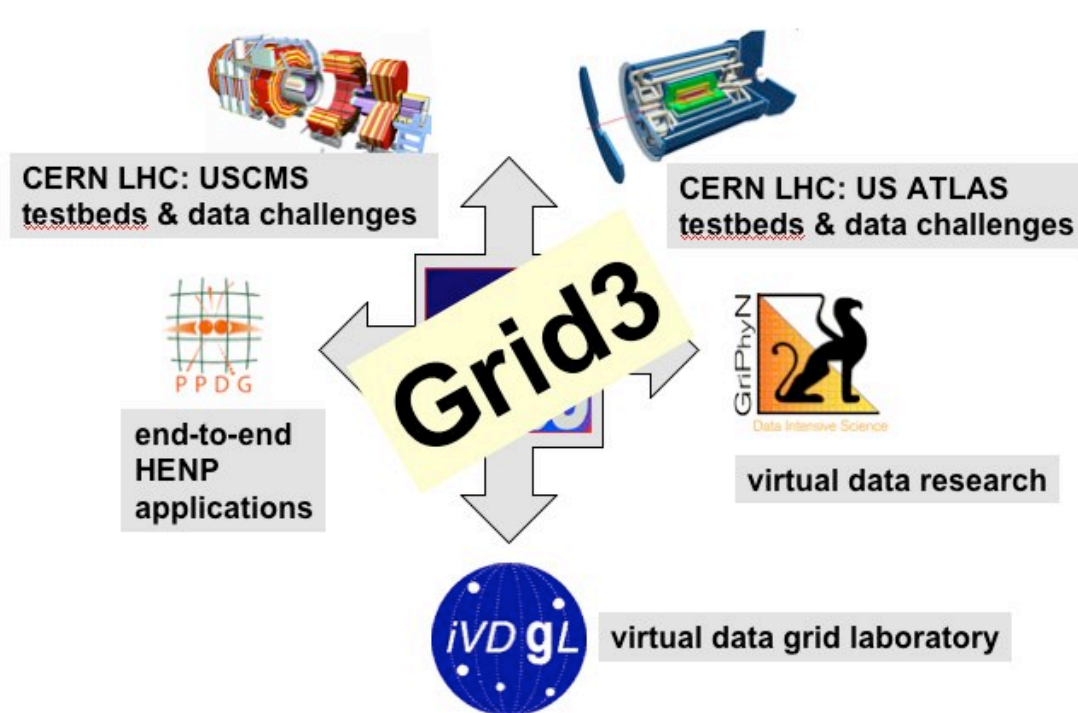 CERN LHC: USCMS
testbeds & data challenges
CERN LHC: US ATLAS
testbeds & data challenges
Grid3
PPDG
end-to-end
HENP
applications
GriPhyN
Data Intensive Science
virtual data research
iVDgL
virtual data grid laboratory